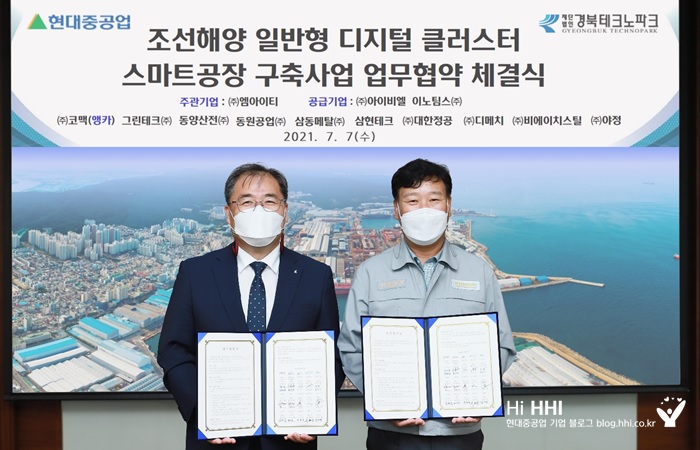 현대중공업
재단법인 경북테크노파크
GYEONGBUK TECHNOPARK
조선해양 일반형 디지털 클러스터
스마트공장 구축사업 업무협약 체결식
주관기업 : ㈜엠아이티 공급기업 : ㈜아이비엘 이노팀스㈜
㈜코맥(앵카) 그린테크㈜ 동양산전㈜ 동원공업㈜ 삼동메탈㈜ 삼현테크 ㈜대한정공 ㈜디메치 ㈜비에이치스틸 ㈜야정
2021. 7. 7(수)
Hi HHI
현대중공업 기업 블로그 blog.hhi.co.kr